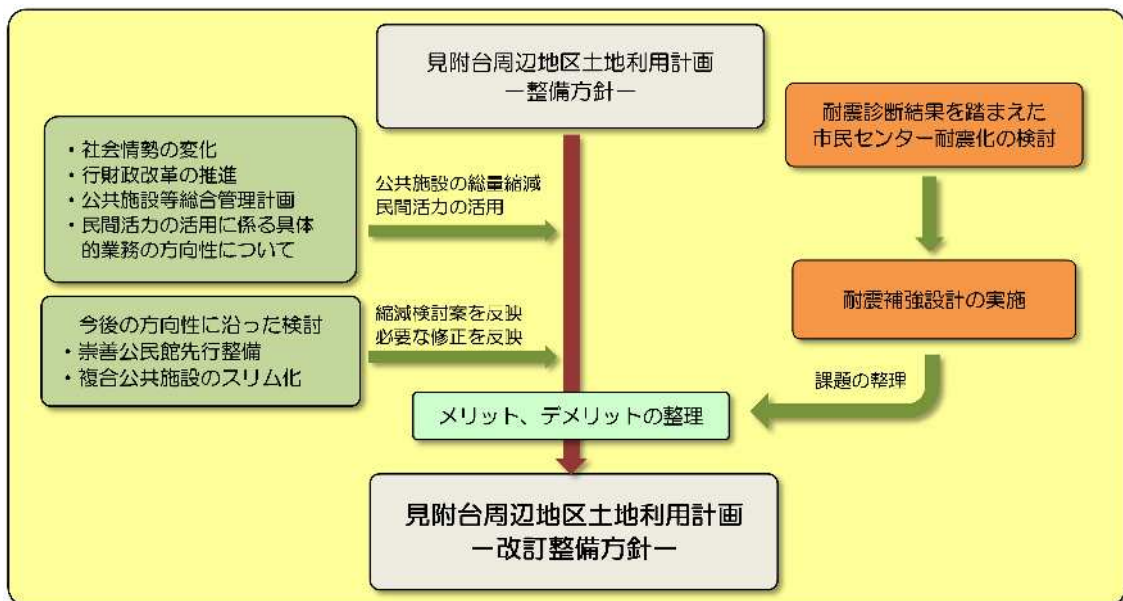 見附台周辺地区土地利用計画
－整備方針－
・社会情勢の変化
・行財政改革の推進
・公共施設等総合管理計画
・民間活力の活用に係る具体
的業務の方向性について
公共施設の総量縮減
民間活力の活用
耐震診断結果を踏まえた
市民センター耐震化の検討
今後の方向性に沿った検討
・崇善公民館先行整備
・複合公共施設のスリム化
縮減検討案を反映
必要な修正を反映
耐震補強設計の実施
課題の整理
メリット、デメリットの整理
見附台周辺地区土地利用計画
－改訂整備方針－